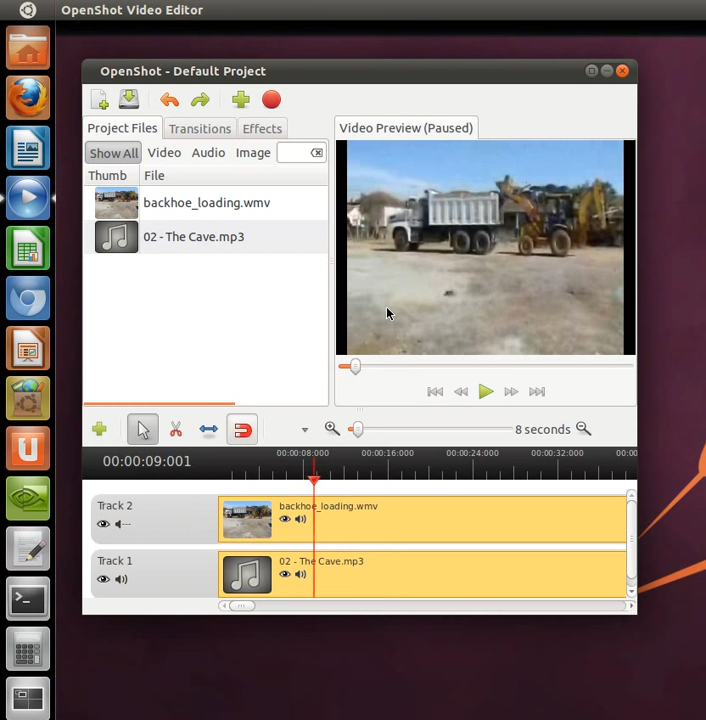 OpenShot Video Editor
OpenShot - Default Project
Project Files Transitions Effects
Video Preview (Paused)
Show All Video Audio Image
Thumb File
backhoe_loading.wmv
02 - The Cave.mp3
8 seconds
00:00:09:001
00:00:08:000 00:00:16:000 00:00:24:000 00:00:32:000 00:00
Track 2
backhoe_loading.wmv
Track 1
02 - The Cave.mp3